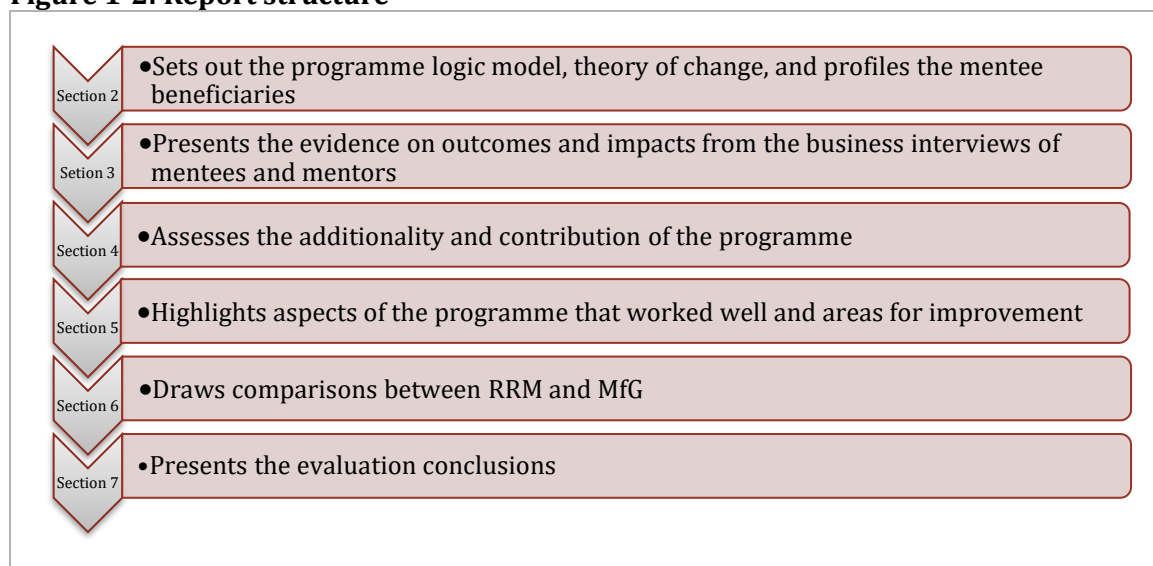 Figure 1-2: Report structure
Section 2
•Sets out the programme logic model, theory of change, and profiles the mentee
beneficiaries
Setion 3
•Presents the evidence on outcomes and impacts from the business interviews of
mentees and mentors
Section 4
•Assesses the additionality and contribution of the programme
Section 5
•Highlights aspects of the programme that worked well and areas for improvement
Section 6
•Draws comparisons between RRM and MfG
Section 7
•Presents the evaluation conclusions